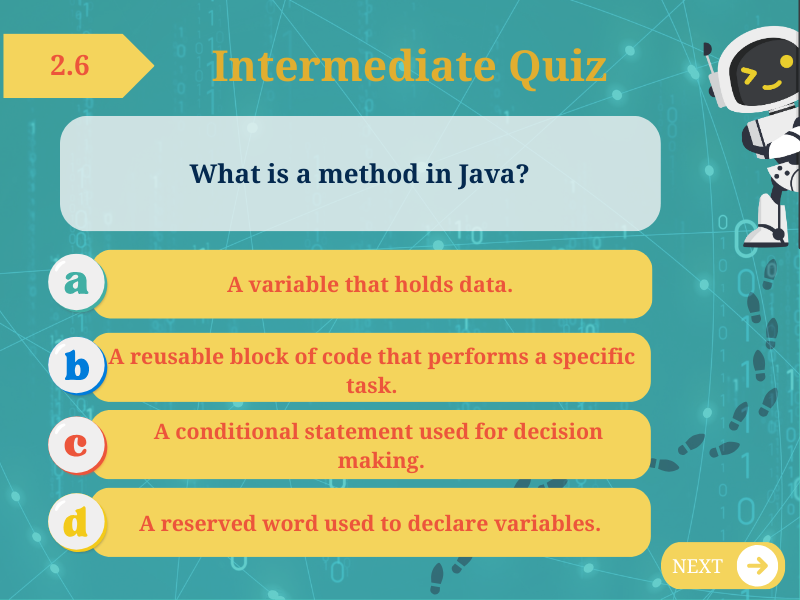 2.6
Intermediate Quiz
What is a method in Java?
a
A variable that holds data.
b
A reusable block of code that performs a specific
task.
c
A conditional statement used for decision
making.
d
A reserved word used to declare variables.
NEXT